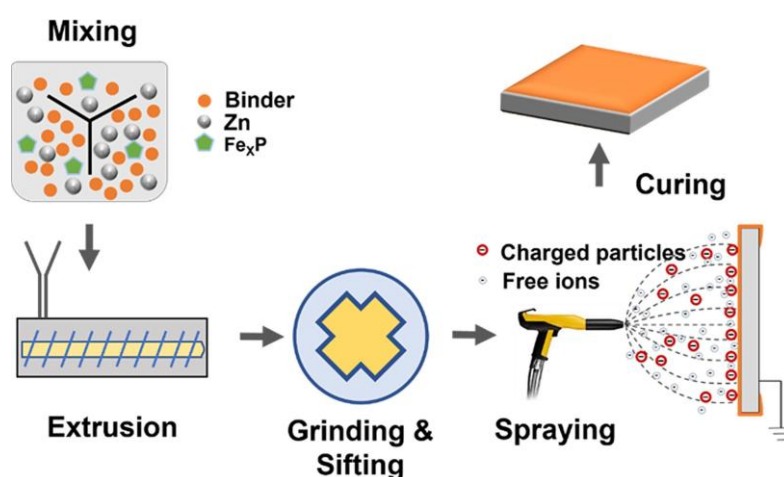 Mixing
Binder
Zn
FeₓP
Extrusion
Grinding &
Sifting
Charged particles
Free ions
Spraying
Curing